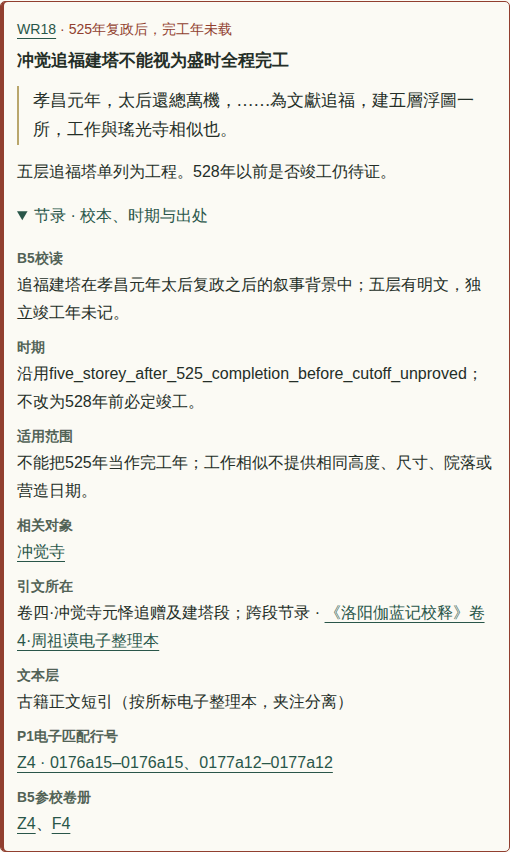 WR18 · 525年复政后，完工年未载
冲觉追福建塔不能视为盛时全程完工
孝昌元年，太后還總萬機，……為文獻追福，建五層浮圖一
所，工作與瑤光寺相似也。
五层追福塔单列为工程。528年以前是否竣工仍待证。
▼ 节录 · 校本、时期与出处
B5校读
追福建塔在孝昌元年太后复政之后的叙事背景中；五层有明文，独
立竣工年未记。
时期
沿用five_storey_after_525_completion_before_cutoff_unproved；
不改为528年前必定竣工。
适用范围
不能把525年当作完工年；工作相似不提供相同高度、尺寸、院落或
营造日期。
相关对象
冲觉寺
引文所在
卷四·冲觉寺元怿追赠及建塔段；跨段节录 · 《洛阳伽蓝记校释》卷
4·周祖谟电子整理本
文本层
古籍正文短引（按所标电子整理本，夹注分离）
P1电子匹配行号
Z4 · 0176a15–0176a15、0177a12–0177a12
B5参校卷册
Z4、F4